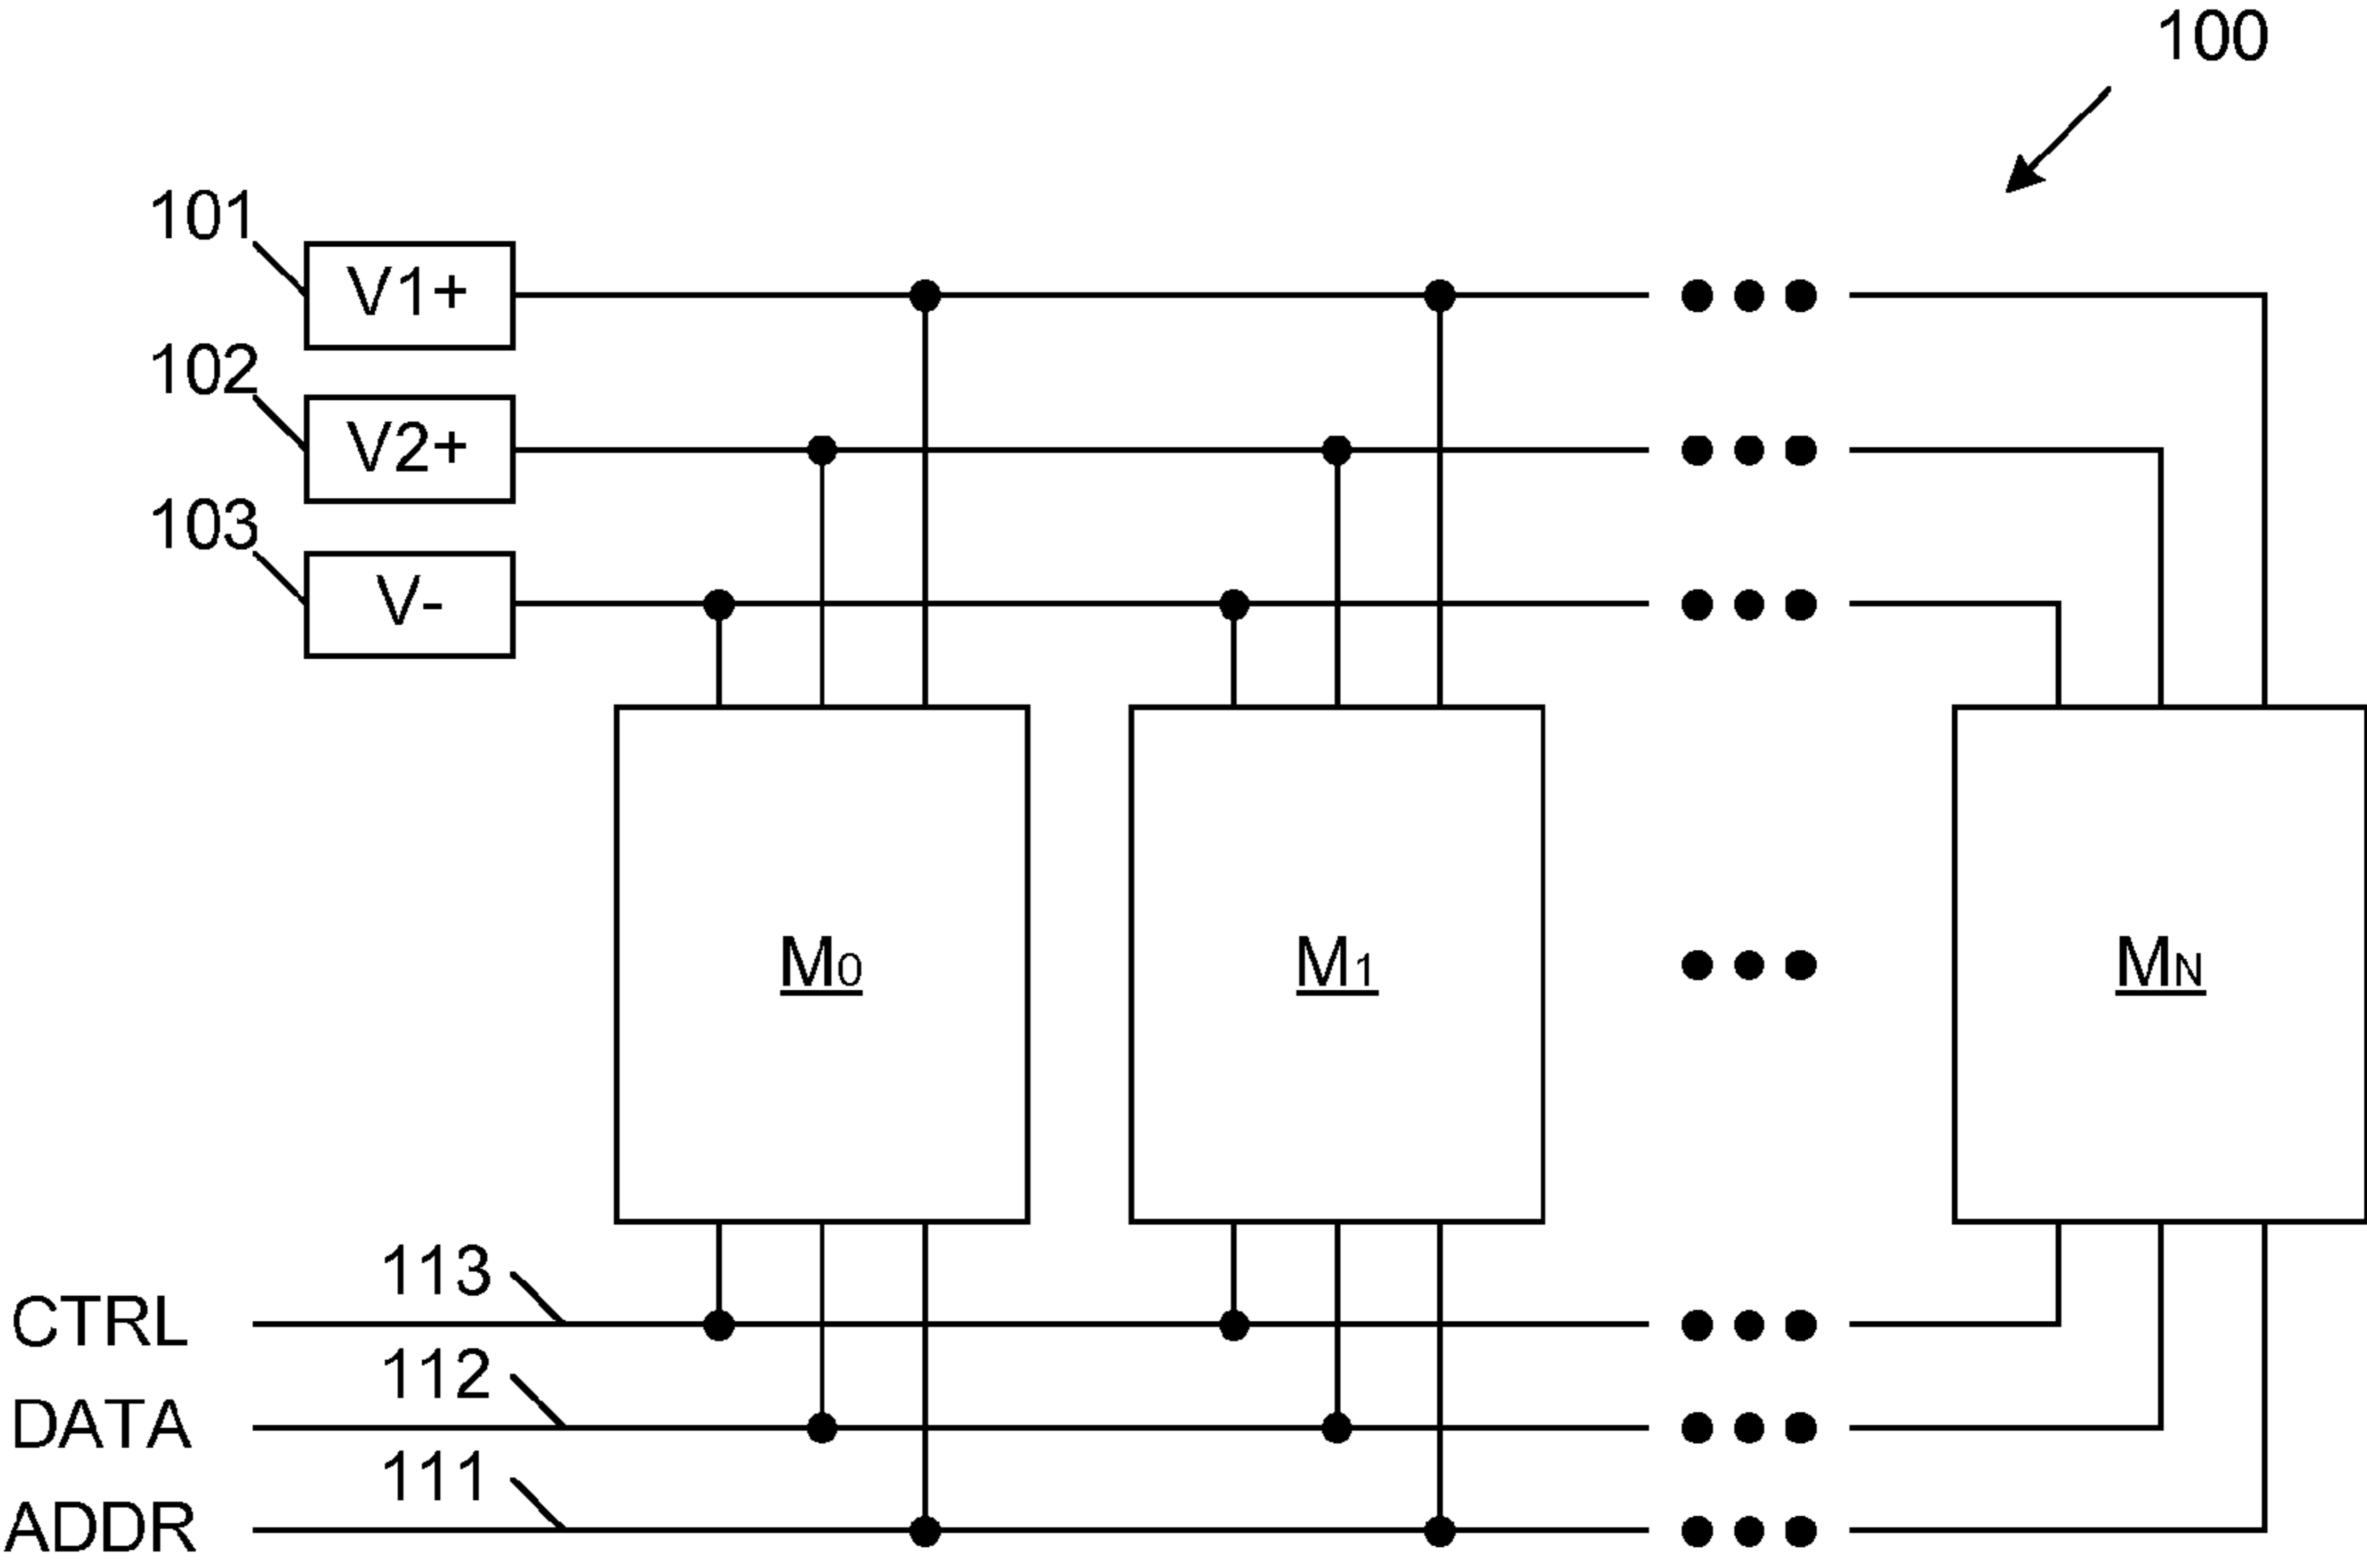 100
101
V1+
102
V2+
103
V-
M0
M1
MN
113
CTRL
112
DATA
111
ADDR